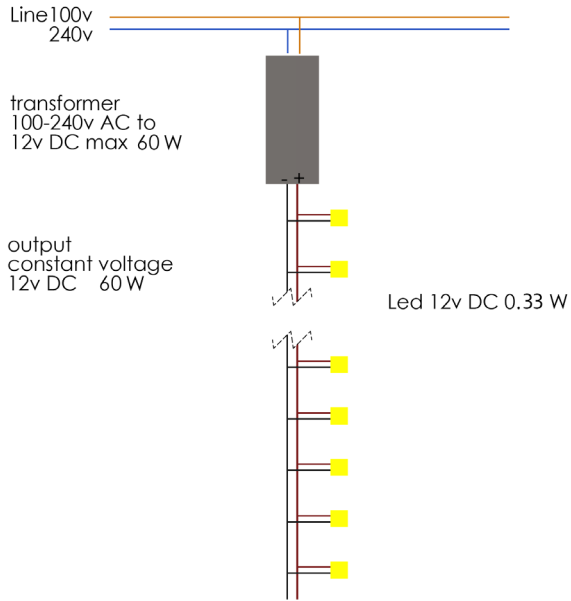 Line100v
240v
transformer
100-240v AC to
12v DC max 60 W
- +
output
constant voltage
12v DC 60 W
Led 12v DC 0.33 W